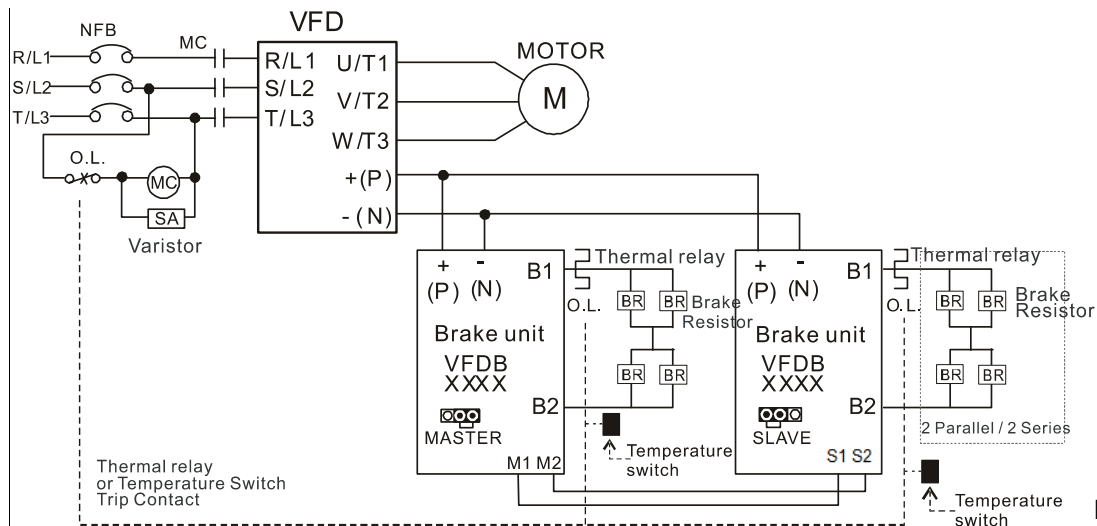 VFD
NFB
MC
MOTOR
R/L1
S/L2
T/L3
R/L1
S/L2
T/L3
U/T1
V/T2
W/T3
+(P)
-(N)
M
O.L.
MC
SA
Varistor
+
(P)
-
(N)
B1
Brake unit
VFDB
XXXX
B2
MASTER
M1 M2
Thermal relay
O.L.
BR
BR
BR
BR
Brake
Resistor
Temperature
switch
+
(P)
-
(N)
B1
Brake unit
VFDB
XXXX
B2
SLAVE
S1 S2
Thermal relay
O.L.
BR
BR
BR
BR
Brake
Resistor
2 Parallel / 2 Series
Temperature
switch
Thermal relay
or Temperature Switch
Trip Contact